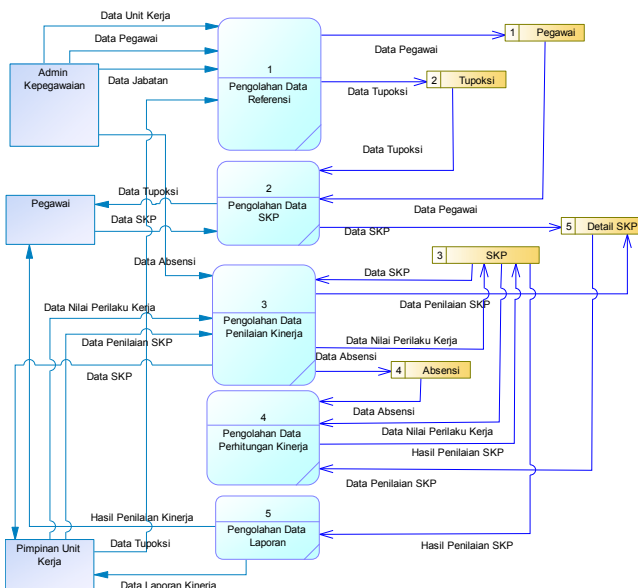 Data Unit Kerja
Data Pegawai
Admin
Kepegawaian
Data Jabatan
1
Pengolahan Data
Referensi
Data Pegawai
1 Pegawai
Data Tupoksi
2 Tupoksi
Data Tupoksi
2
Pengolahan Data
SKP
Pegawai
Data Tupoksi
Data SKP
Data Pegawai
Data SKP
5 Detail SKP
Data Absensi
3 SKP
Data SKP
3
Pengolahan Data
Penilaian Kinerja
Data Nilai Perilaku Kerja
Data Penilaian SKP
Data Penilaian SKP
Data Nilai Perilaku Kerja
Data Absensi
Data SKP
4 Absensi
4
Pengolahan Data
Perhitungan Kinerja
Data Absensi
Data Nilai Perilaku Kerja
Hasil Penilaian SKP
Data Penilaian SKP
5
Pengolahan Data
Laporan
Hasil Penilaian Kinerja
Hasil Penilaian SKP
Pimpinan Unit
Kerja
Data Tupoksi
Data Laporan Kinerja